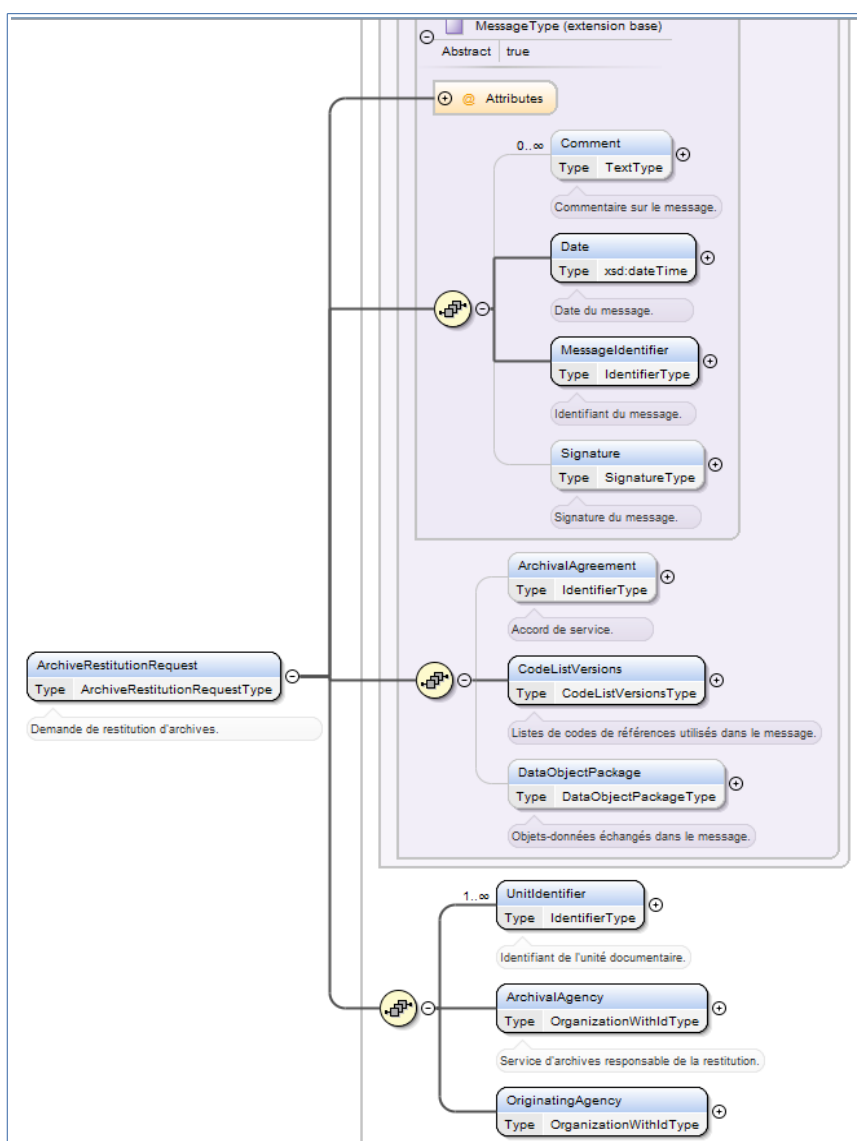 MessageType (extension base)
Abstract true
@ Attributes
0..∞ Comment
Type TextType
Commentaire sur le message.
Date
Type xsd:dateTime
Date du message.
MessageIdentifier
Type IdentifierType
Identifiant du message.
Signature
Type SignatureType
Signature du message.
ArchivalAgreement
Type IdentifierType
Accord de service.
ArchiveRestitutionRequest
Type ArchiveRestitutionRequestType
Demande de restitution d'archives.
CodeListVersions
Type CodeListVersionsType
Listes de codes de références utilisés dans le message.
DataObjectPackage
Type DataObjectPackageType
Objets-données échangés dans le message.
1..∞ UnitIdentifier
Type IdentifierType
Identifiant de l'unité documentaire.
ArchivalAgency
Type OrganizationWithIdType
Service d'archives responsable de la restitution.
OriginatingAgency
Type OrganizationWithIdType